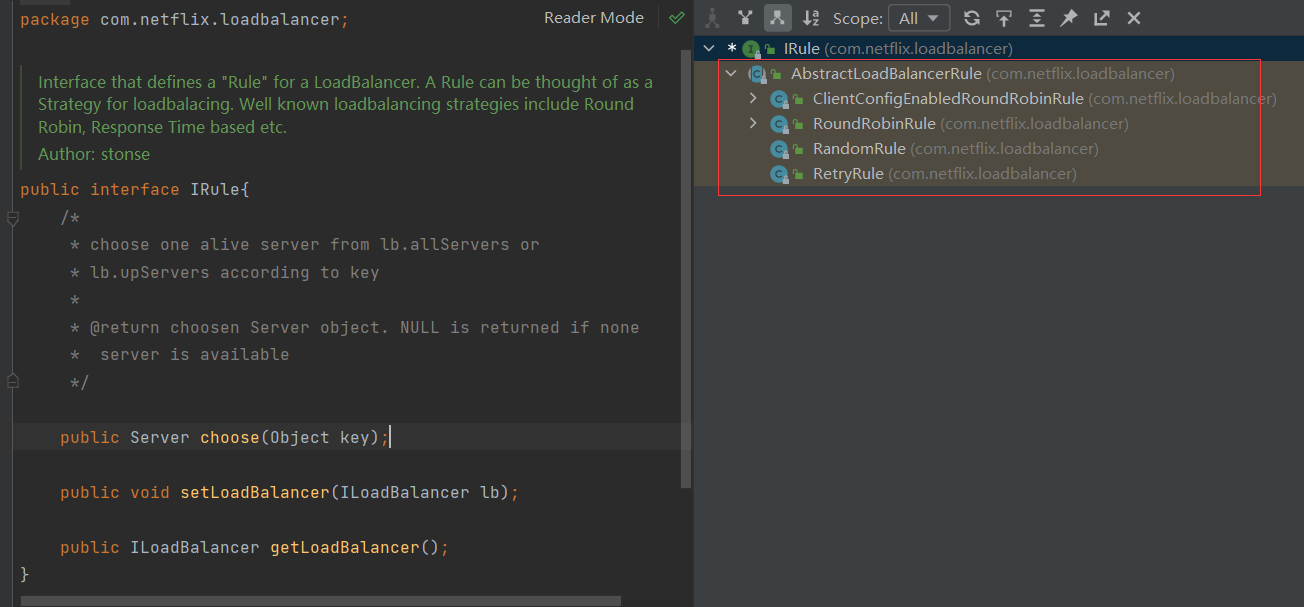 package com.netflix.loadbalancer;
Reader Mode
Interface that defines a "Rule" for a LoadBalancer. A Rule can be thought of as a
Strategy for loadbalacing. Well known loadbalancing strategies include Round
Robin, Response Time based etc.
Author: stonse
public interface IRule{
/*
* choose one alive server from lb.allServers or
* lb.upServers according to key
*
* @return choosen Server object. NULL is returned if none
*  server is available
*/
public Server choose(Object key);
public void setLoadBalancer(ILoadBalancer lb);
public ILoadBalancer getLoadBalancer();
}
Scope: All
* IRule (com.netflix.loadbalancer)
AbstractLoadBalancerRule (com.netflix.loadbalancer)
ClientConfigEnabledRoundRobinRule (com.netflix.loadbalancer)
RoundRobinRule (com.netflix.loadbalancer)
RandomRule (com.netflix.loadbalancer)
RetryRule (com.netflix.loadbalancer)